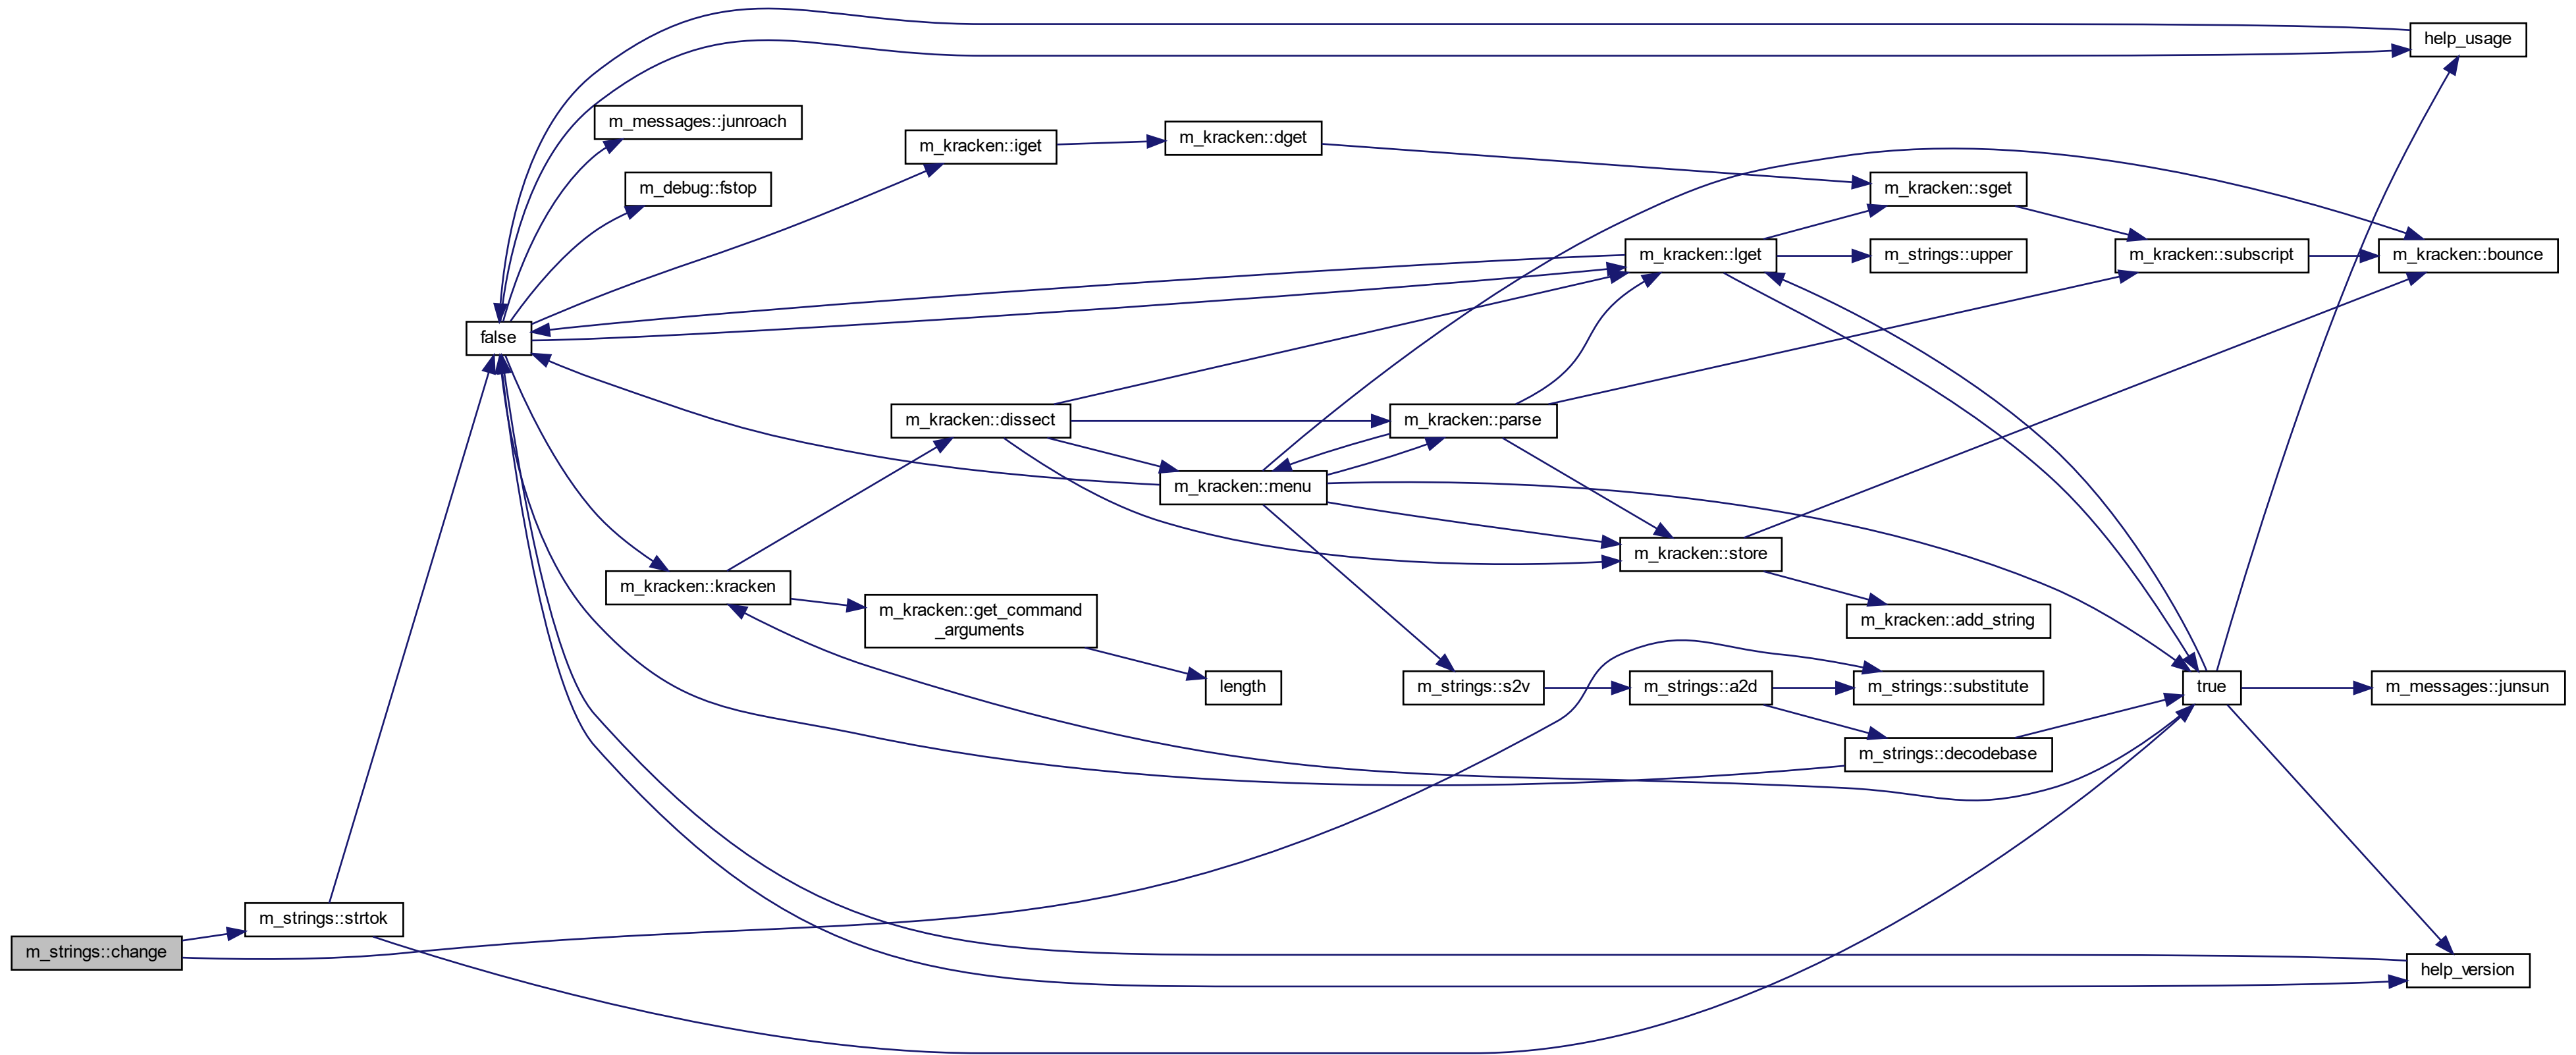 help_usage
m_messages::junroach
m_kracken::iget
m_kracken::dget
m_debug::fstop
m_kracken::sget
m_kracken::lget
m_strings::upper
m_kracken::subscript
m_kracken::bounce
false
m_kracken::dissect
m_kracken::parse
m_kracken::menu
m_kracken::store
m_kracken::kracken
m_kracken::get_command
_arguments
m_kracken::add_string
length
m_strings::s2v
m_strings::a2d
m_strings::substitute
true
m_messages::junsun
m_strings::decodebase
m_strings::strtok
m_strings::change
help_version